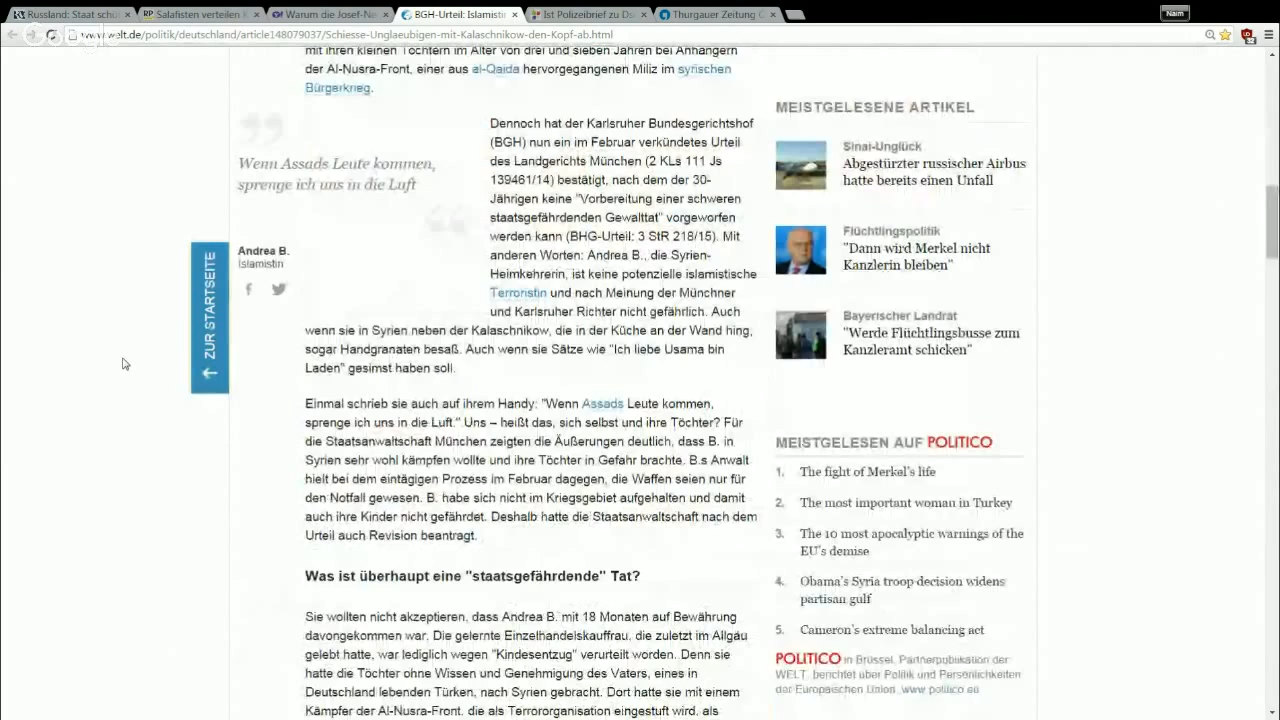 Russland: Staat schü
Salafisten verteilen K
Warum die Josef-Ne
BGH-Urteil: Islamistin
Ist Polizeibrief zu Ds
Thurgauer Zeitung O
Naim
Google
www.welt.de/politik/deutschland/article148079037/Schiesse-Unglaeubigen-mit-Kalaschnikow-den-Kopf-ab.html
mit ihren kleinen Töchtern im Alter von drei und sieben Jahren bei Anhängern
der Al-Nusra-Front, einer aus al-Qaida hervorgegangenen Miliz im syrischen
Bürgerkrieg.
"Wenn Assads Leute kommen,
sprenge ich uns in die Luft"
Andrea B.
Islamistin
ZUR STARTSEITE
Dennoch hat der Karlsruher Bundesgerichtshof
(BGH) nun ein im Februar verkündetes Urteil
des Landgerichts München (2 KLs 111 Js
139461/14) bestätigt, nach dem der 30-
Jährigen keine "Vorbereitung einer schweren
staatsgefährdenden Gewalttat" vorgeworfen
werden kann (BHG-Urteil: 3 StR 218/15). Mit
anderen Worten: Andrea B., die Syrien-
Heimkehrerin, ist keine potenzielle islamistische
Terroristin und nach Meinung der Münchner
und Karlsruher Richter nicht gefährlich. Auch
wenn sie in Syrien neben der Kalaschnikow, die in der Küche an der Wand hing,
sogar Handgranaten besaß. Auch wenn sie Sätze wie "Ich liebe Usama bin
Laden" gesimst haben soll.
Einmal schrieb sie auch auf ihrem Handy: "Wenn Assads Leute kommen,
sprenge ich uns in die Luft." Uns – heißt das, sich selbst und ihre Töchter? Für
die Staatsanwaltschaft München zeigten die Äußerungen deutlich, dass B. in
Syrien sehr wohl kämpfen wollte und ihre Töchter in Gefahr brachte. B.s Anwalt
hielt bei dem eintägigen Prozess im Februar dagegen, die Waffen seien nur für
den Notfall gewesen. B. habe sich nicht im Kriegsgebiet aufgehalten und damit
auch ihre Kinder nicht gefährdet. Deshalb hatte die Staatsanwaltschaft nach dem
Urteil auch Revision beantragt.
Was ist überhaupt eine "staatsgefährdende" Tat?
Sie wollten nicht akzeptieren, dass Andrea B. mit 18 Monaten auf Bewährung
davongekommen war. Die gelernte Einzelhandelskauffrau, die zuletzt im Allgäu
gelebt hatte, war lediglich wegen "Kindesentzug" verurteilt worden. Denn sie
hatte die Töchter ohne Wissen und Genehmigung des Vaters, eines in
Deutschland lebenden Türken, nach Syrien gebracht. Dort hatte sie mit einem
Kämpfer der Al-Nusra-Front, die als Terrororganisation eingestuft wird, als
MEISTGELESENE ARTIKEL
Sinai-Unglück
Abgestürzter russischer Airbus
hatte bereits einen Unfall
Flüchtlingspolitik
"Dann wird Merkel nicht
Kanzlerin bleiben"
Bayerischer Landrat
"Werde Flüchtlingsbusse zum
Kanzleramt schicken"
MEISTGELESEN AUF POLITICO
1. The fight of Merkel's life
2. The most important woman in Turkey
3. The 10 most apocalyptic warnings of the
EU's demise
4. Obama's Syria troop decision widens
partisan gulf
5. Cameron's extreme balancing act
POLITICO in Brüssel, Partnerpublikation der
WELT, berichtet über Politik und Persönlichkeiten
der Europäischen Union. www.politico.eu